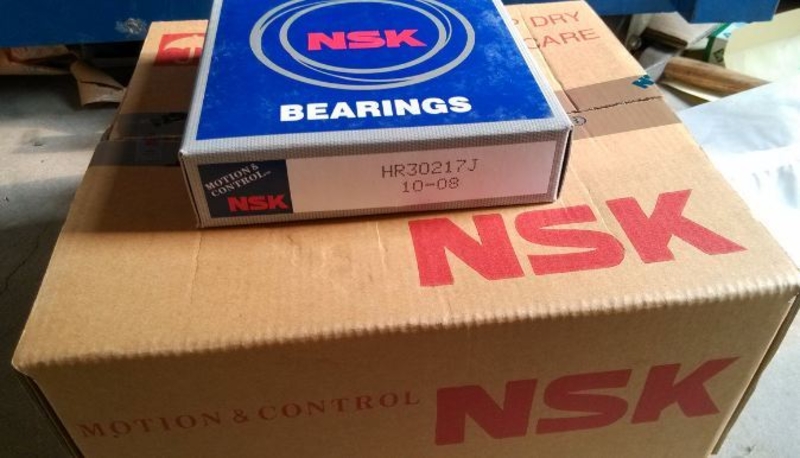 DRY
CARE
NSK
BEARINGS
MOTION &
CONTROL
NSK
HR30217J
10-08
NSK
MOTION & CONTROL NSK